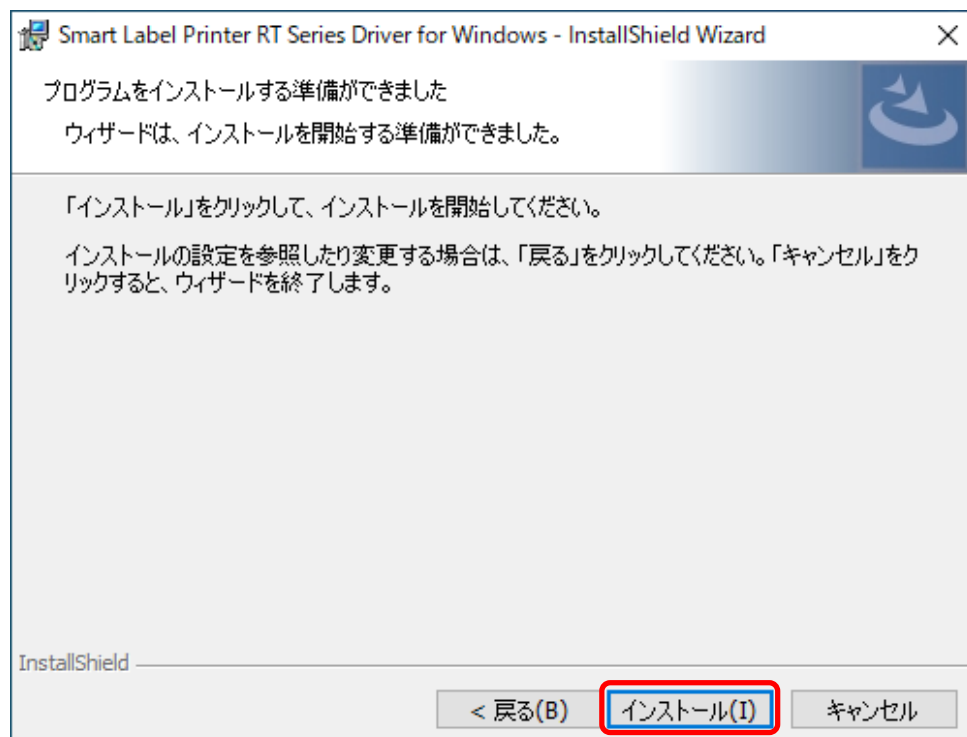 Smart Label Printer RT Series Driver for Windows - InstallShield Wizard
プログラムをインストールする準備ができました
ウィザードは、インストールを開始する準備ができました。
「インストール」をクリックして、インストールを開始してください。
インストールの設定を参照したり変更する場合は、「戻る」をクリックしてください。「キャンセル」をク
リックすると、ウィザードを終了します。
InstallShield
< 戻る(B) インストール(I) キャンセル